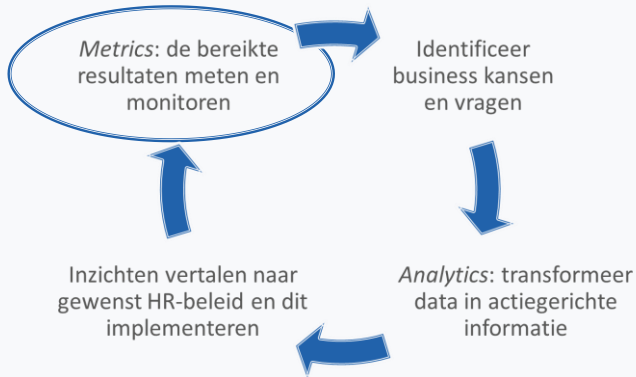 Metrics: de bereikte
resultaten meten en
monitoren
Identificeer
business kansen
en vragen
Analytics: transformeer
data in actiegerichte
informatie
Inzichten vertalen naar
gewenst HR-beleid en dit
implementeren